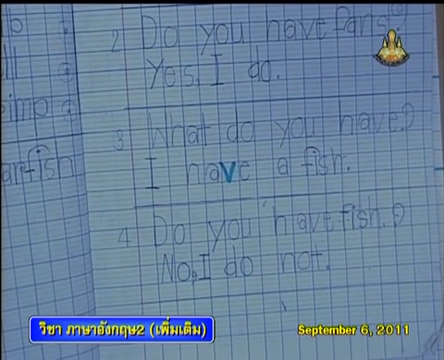 2 Do you have Pans?
Yes, I do.
3 What do you have?
I have a fish.
4 Do you have fish.?
No, I do not.
arfish
วิชา ภาษาอังกฤษ2 (เพิ่มเติม)
September 6, 2011